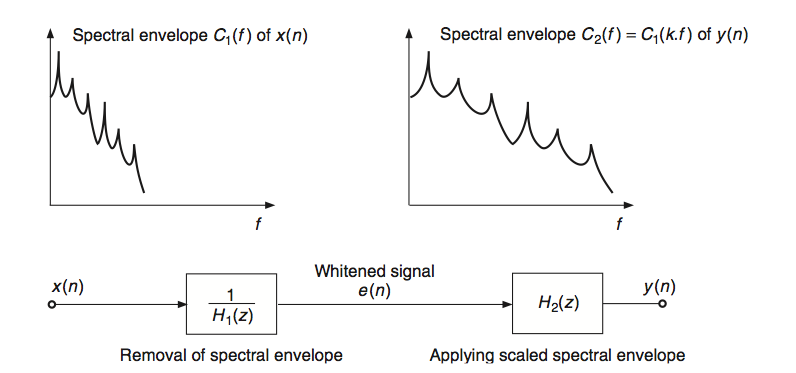 Spectral envelope C₁(f) of x(n)
Spectral envelope C₂(f) = C₁(k.f) of y(n)
f
f
x(n)
1
H₁(z)
Whitened signal
e(n)
H₂(z)
y(n)
Removal of spectral envelope
Applying scaled spectral envelope